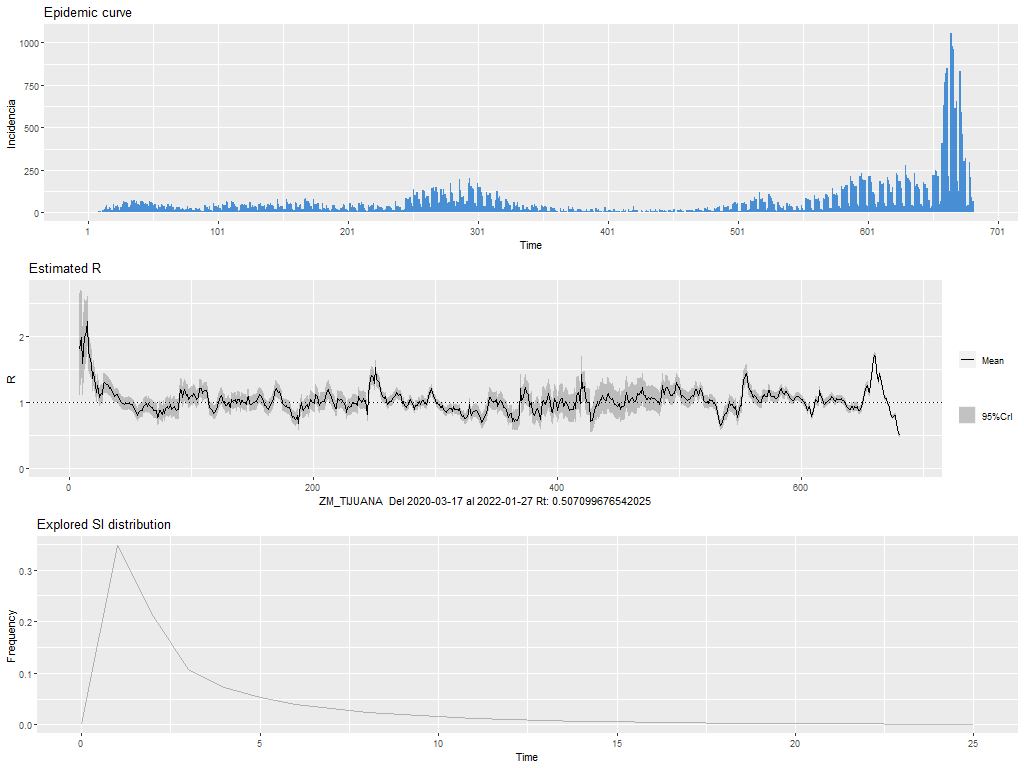 Epidemic curve
Incidencia
1000
750
500
250
0
1
101
201
301
401
501
601
701
Time
Estimated R
R
2
1
0
0
200
400
600
Mean
95%CrI
ZM_TIJUANA Del 2020-03-17 al 2022-01-27 Rt: 0.507099676542025
Explored SI distribution
Frequency
0.3
0.2
0.1
0.0
0
5
10
15
20
25
Time